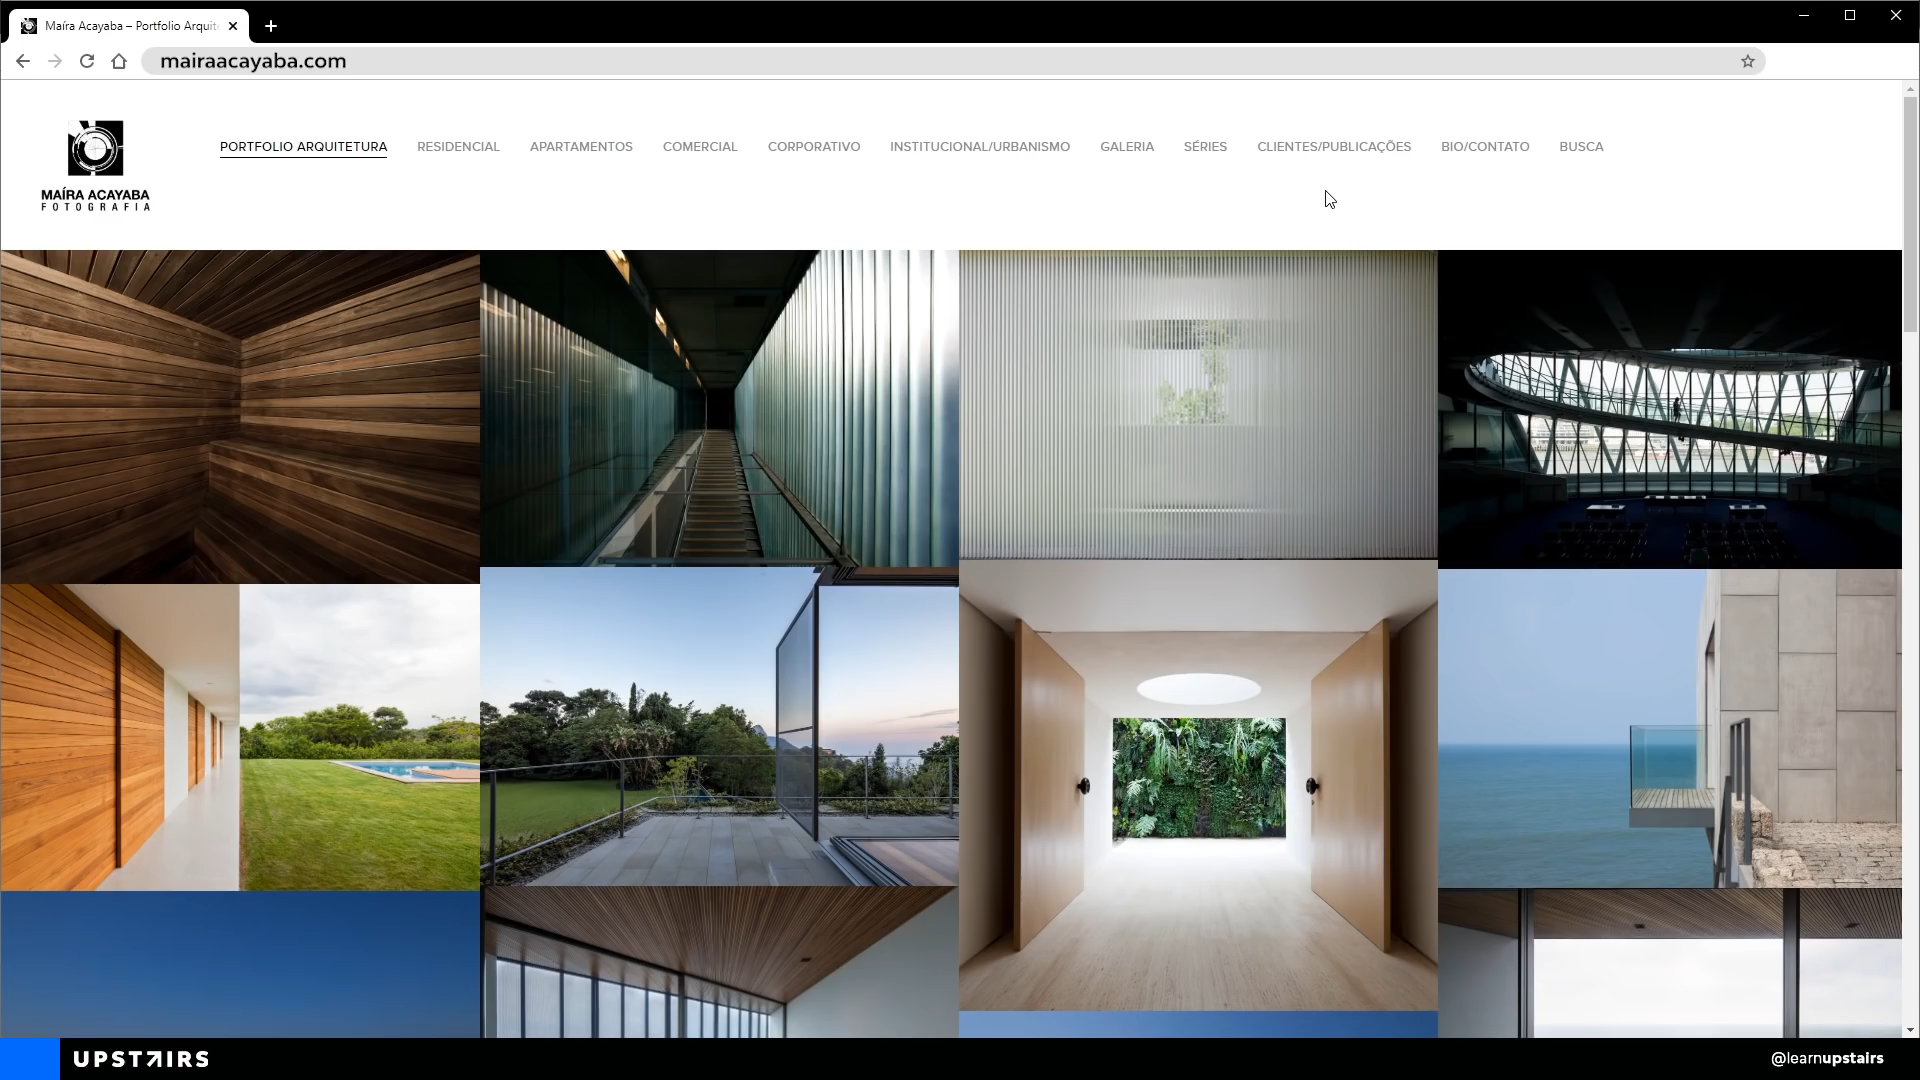 Maíra Acayaba – Portfolio Arquit
mairaacayaba.com
MAÍRA ACAYABA
FOTOGRAFIA
PORTFOLIO ARQUITETURA RESIDENCIAL APARTAMENTOS COMERCIAL CORPORATIVO INSTITUCIONAL/URBANISMO GALERIA SÉRIES CLIENTES/PUBLICAÇÕES BIO/CONTATO BUSCA
UPSTAIRS
@learnupstairs